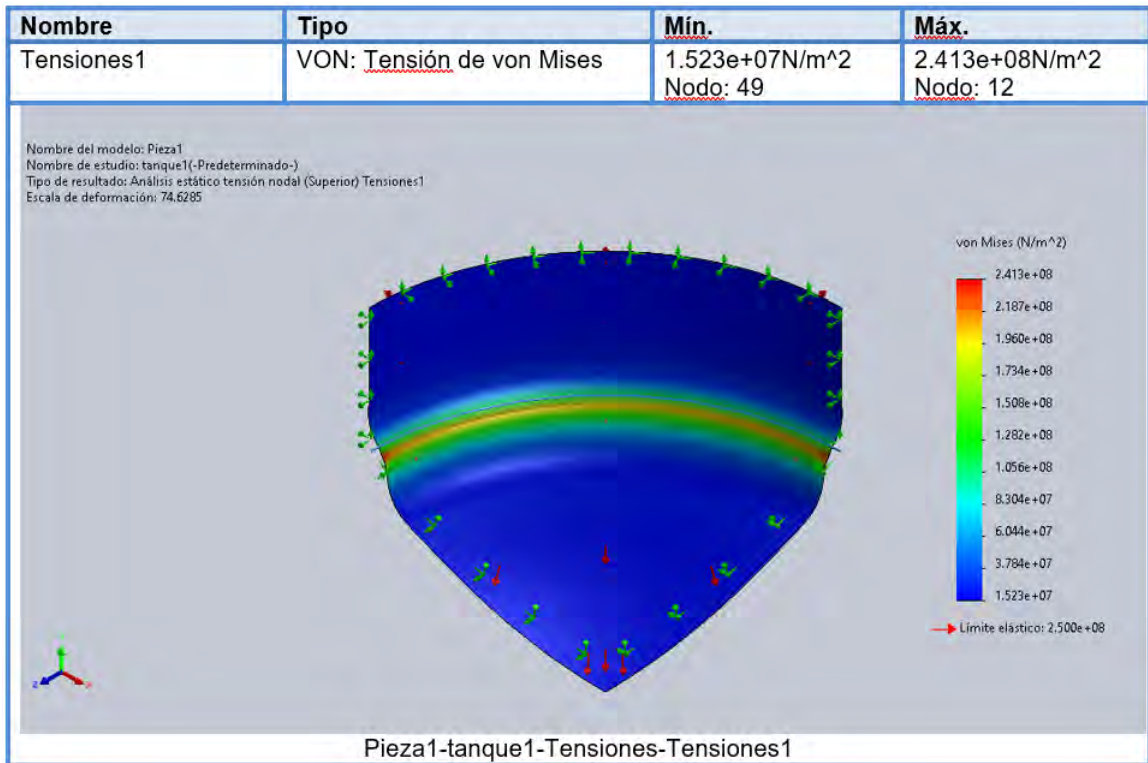 Nombre Tipo Mín. Máx.
Tensiones1 VON: Tensión de von Mises 1.523e+07N/m^2 2.413e+08N/m^2
Nodo: 49 Nodo: 12
Nombre del modelo: Pieza1
Nombre de estudio: tanque1(-Predeterminado-)
Tipo de resultado: Análisis estático tensión nodal (Superior) Tensiones1
Escala de deformación: 74.6285
von Mises (N/m^2)
2.413e+08
2.187e+08
1.960e+08
1.734e+08
1.508e+08
1.282e+08
1.056e+08
8.304e+07
6.044e+07
3.784e+07
1.523e+07
Límite elástico: 2.500e+08
Pieza1-tanque1-Tensiones-Tensiones1